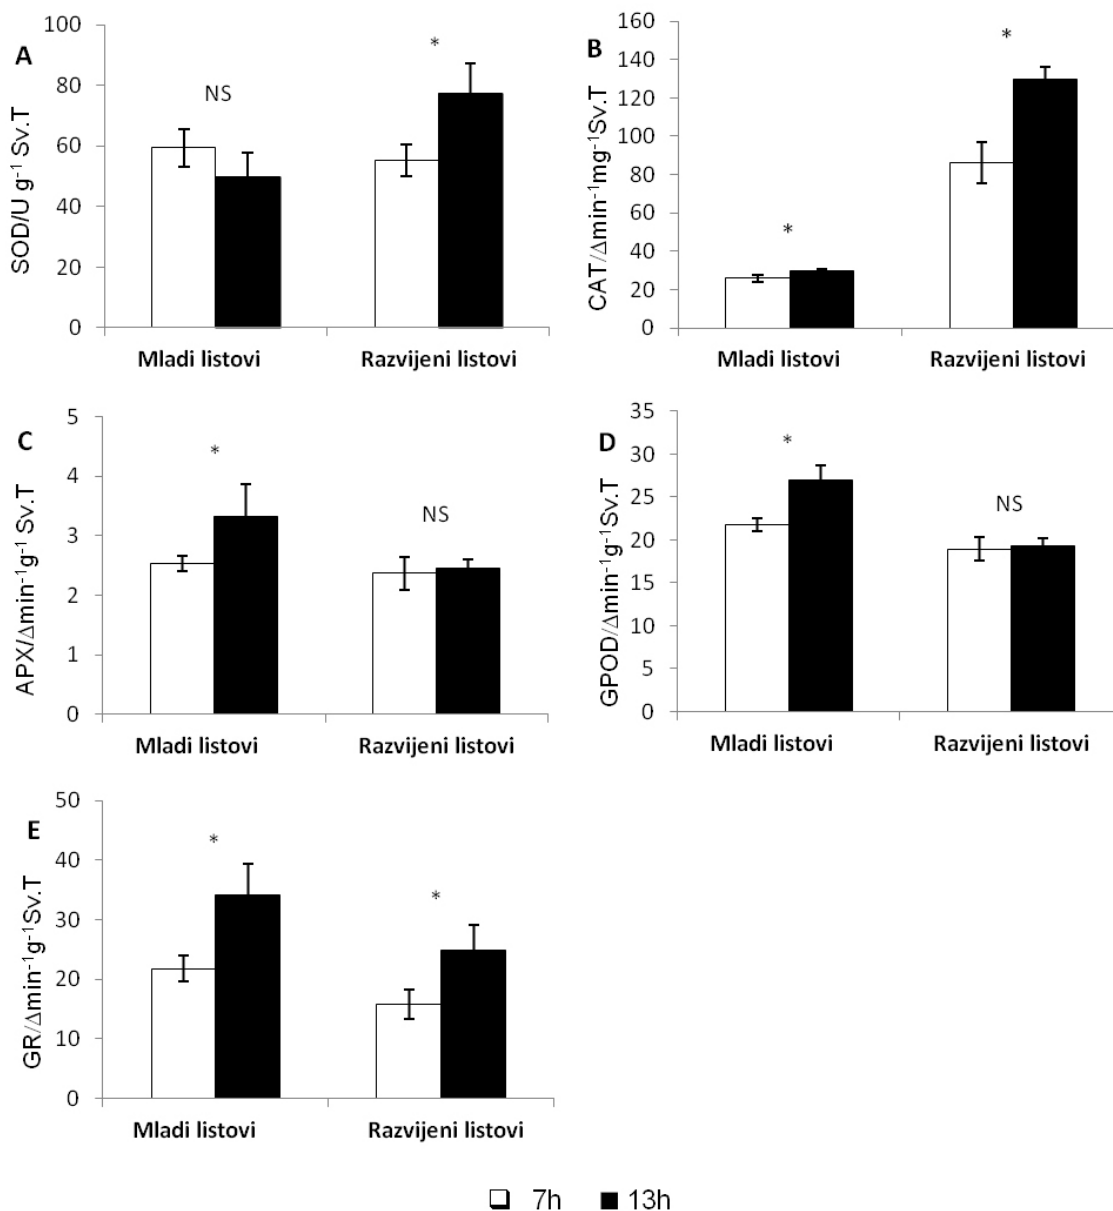 A
SOD/U g⁻¹ Sv.T
100
80
60
40
20
0
NS
*
Mladi listovi
Razvijeni listovi
B
CAT/Δmin⁻¹mg⁻¹Sv.T
160
140
120
100
80
60
40
20
0
*
*
Mladi listovi
Razvijeni listovi
C
APX/Δmin⁻¹g⁻¹ Sv.T
5
4
3
2
1
0
*
NS
Mladi listovi
Razvijeni listovi
D
GPOD/Δmin⁻¹g⁻¹Sv.T
35
30
25
20
15
10
5
0
*
NS
Mladi listovi
Razvijeni listovi
E
GR/Δmin⁻¹g⁻¹Sv.T
50
40
30
20
10
0
*
*
Mladi listovi
Razvijeni listovi
7h
13h